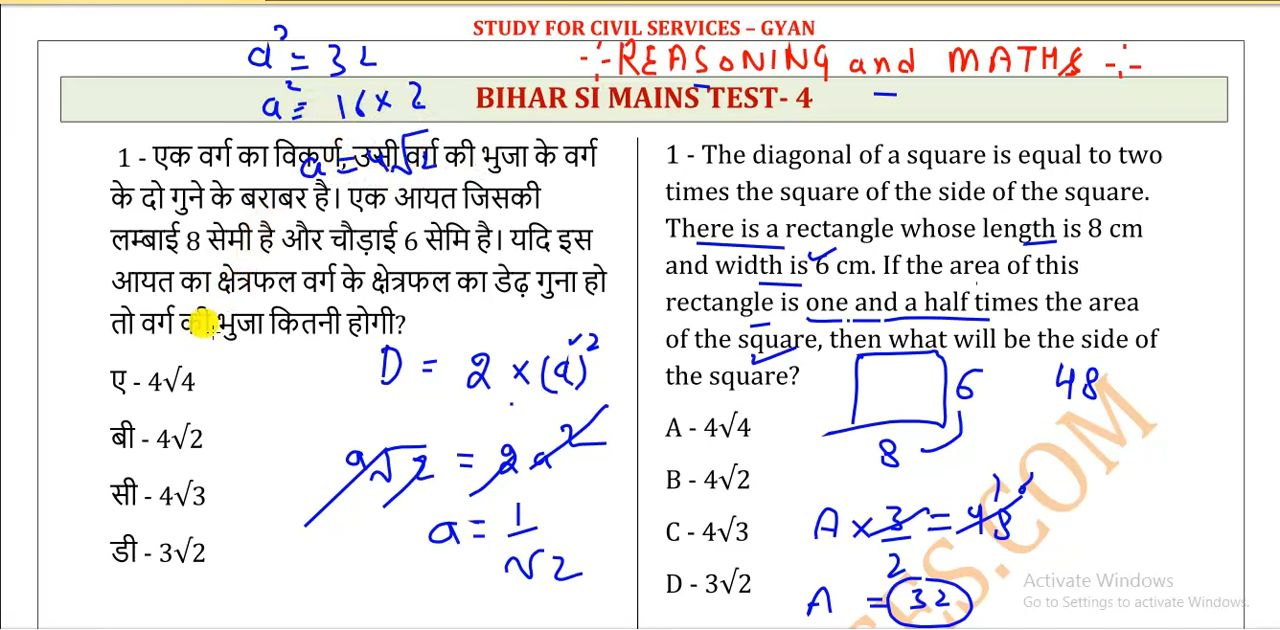 STUDY FOR CIVIL SERVICES – GYAN
a² = 32
-:- REASONING and MATHS -:-
a² = 16 × 2
BIHAR SI MAINS TEST- 4
a = 4√2
1 - एक वर्ग का विकर्ण, उसी वर्ग की भुजा के वर्ग
के दो गुने के बराबर है। एक आयत जिसकी
लम्बाई 8 सेमी है और चौड़ाई 6 सेमि है। यदि इस
आयत का क्षेत्रफल वर्ग के क्षेत्रफल का डेढ़ गुना हो
तो वर्ग की भुजा कितनी होगी?
ए - 4√4
बी - 4√2
सी - 4√3
डी - 3√2
D = 2 × (a)²
a√2 = 2a²
a = 1/√2
1 - The diagonal of a square is equal to two
times the square of the side of the square.
There is a rectangle whose length is 8 cm
and width is 6 cm. If the area of this
rectangle is one and a half times the area
of the square, then what will be the side of
the square?
6
48
8
A - 4√4
B - 4√2
C - 4√3
D - 3√2
16
A × 3/2 = 48
A = 32
Activate Windows
Go to Settings to activate Windows.